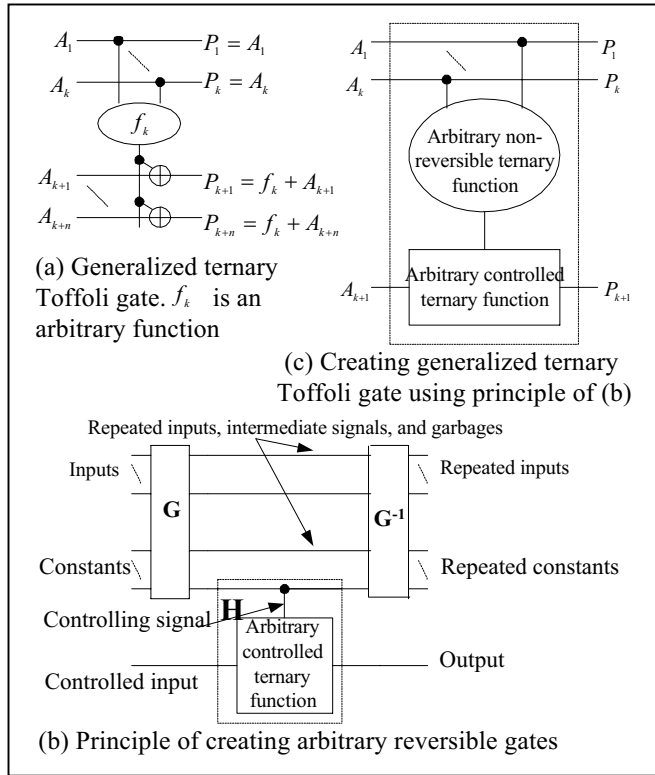 A₁ P₁ = A₁
Aₖ Pₖ = Aₖ
fₖ
Aₖ₊₁ Pₖ₊₁ = fₖ + Aₖ₊₁
Aₖ₊ₙ Pₖ₊ₙ = fₖ + Aₖ₊ₙ
(a) Generalized ternary
Toffoli gate. fₖ is an
arbitrary function
A₁ P₁
Aₖ Pₖ
Arbitrary non-
reversible ternary
function
Arbitrary controlled
ternary function
Aₖ₊₁ Pₖ₊₁
(c) Creating generalized ternary
Toffoli gate using principle of (b)
Repeated inputs, intermediate signals, and garbages
Inputs
G
G⁻¹
Repeated inputs
Constants
Repeated constants
Controlling signal
H
Arbitrary
controlled
ternary
function
Controlled input
Output
(b) Principle of creating arbitrary reversible gates